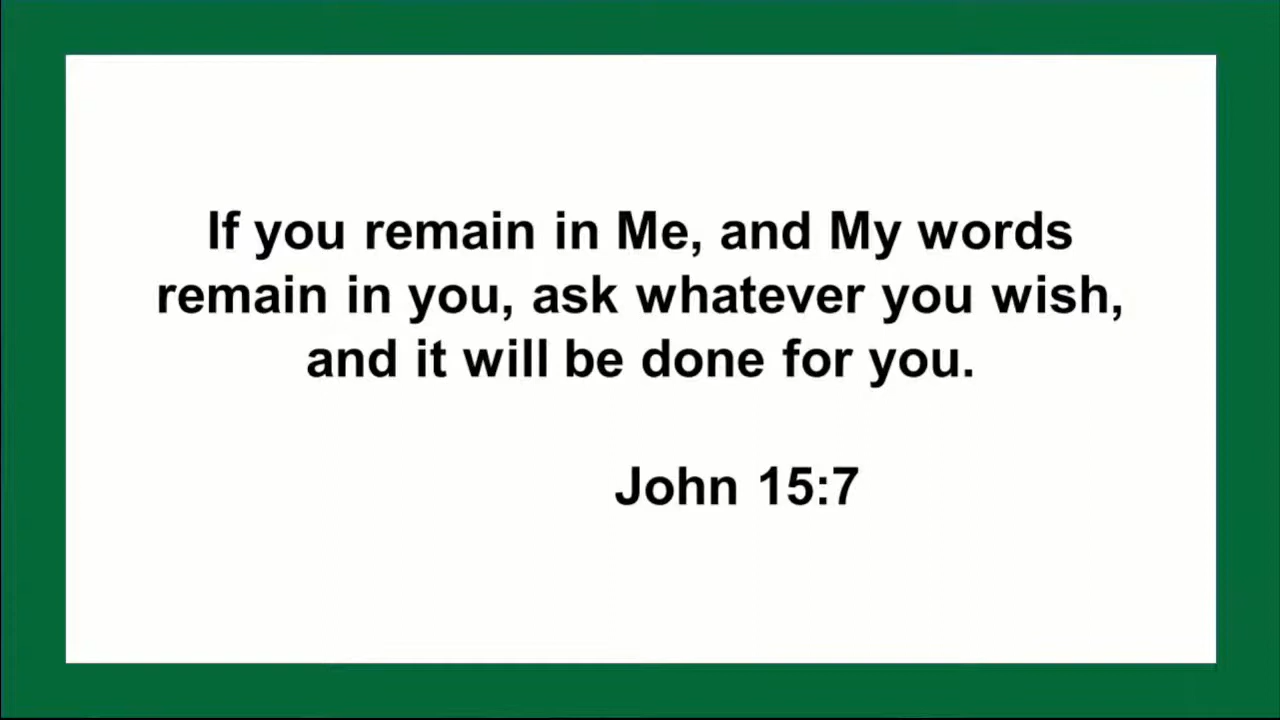 If you remain in Me, and My words
remain in you, ask whatever you wish,
and it will be done for you.
John 15:7